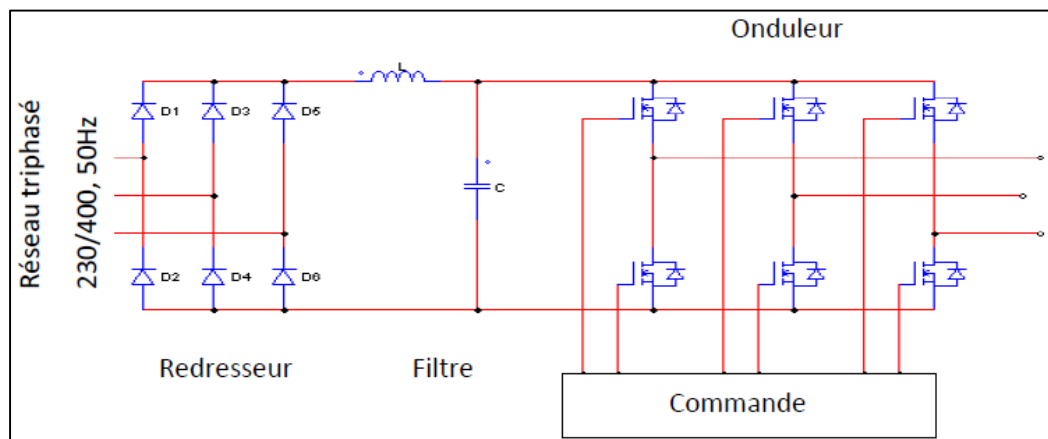 Onduleur
L
D1
D3
D5
Réseau triphasé
230/400, 50Hz
C
D2
D4
D6
Redresseur
Filtre
Commande